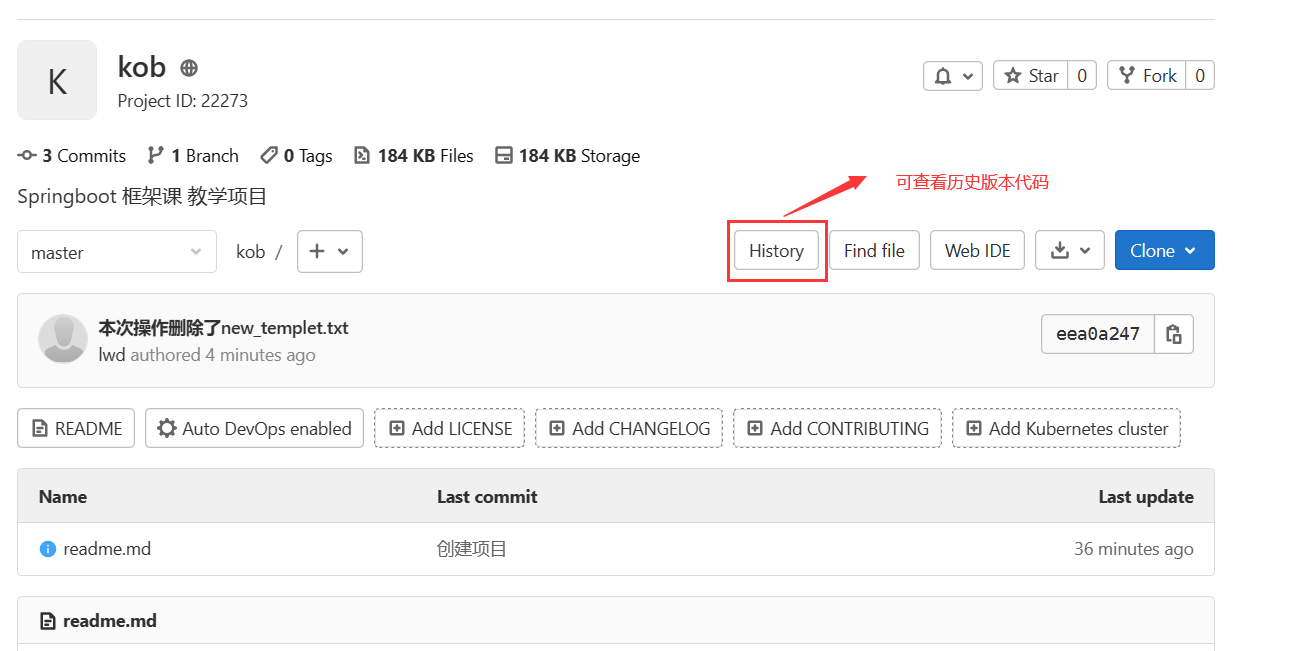 K
kob
Project ID: 22273
Star 0 Fork 0
3 Commits 1 Branch 0 Tags 184 KB Files 184 KB Storage
Springboot 框架课 教学项目
可查看历史版本代码
master kob / + History Find file Web IDE Clone
本次操作删除了new_templet.txt
lwd authored 4 minutes ago
eea0a247
README Auto DevOps enabled Add LICENSE Add CHANGELOG Add CONTRIBUTING Add Kubernetes cluster
Name Last commit Last update
readme.md 创建项目 36 minutes ago
readme.md